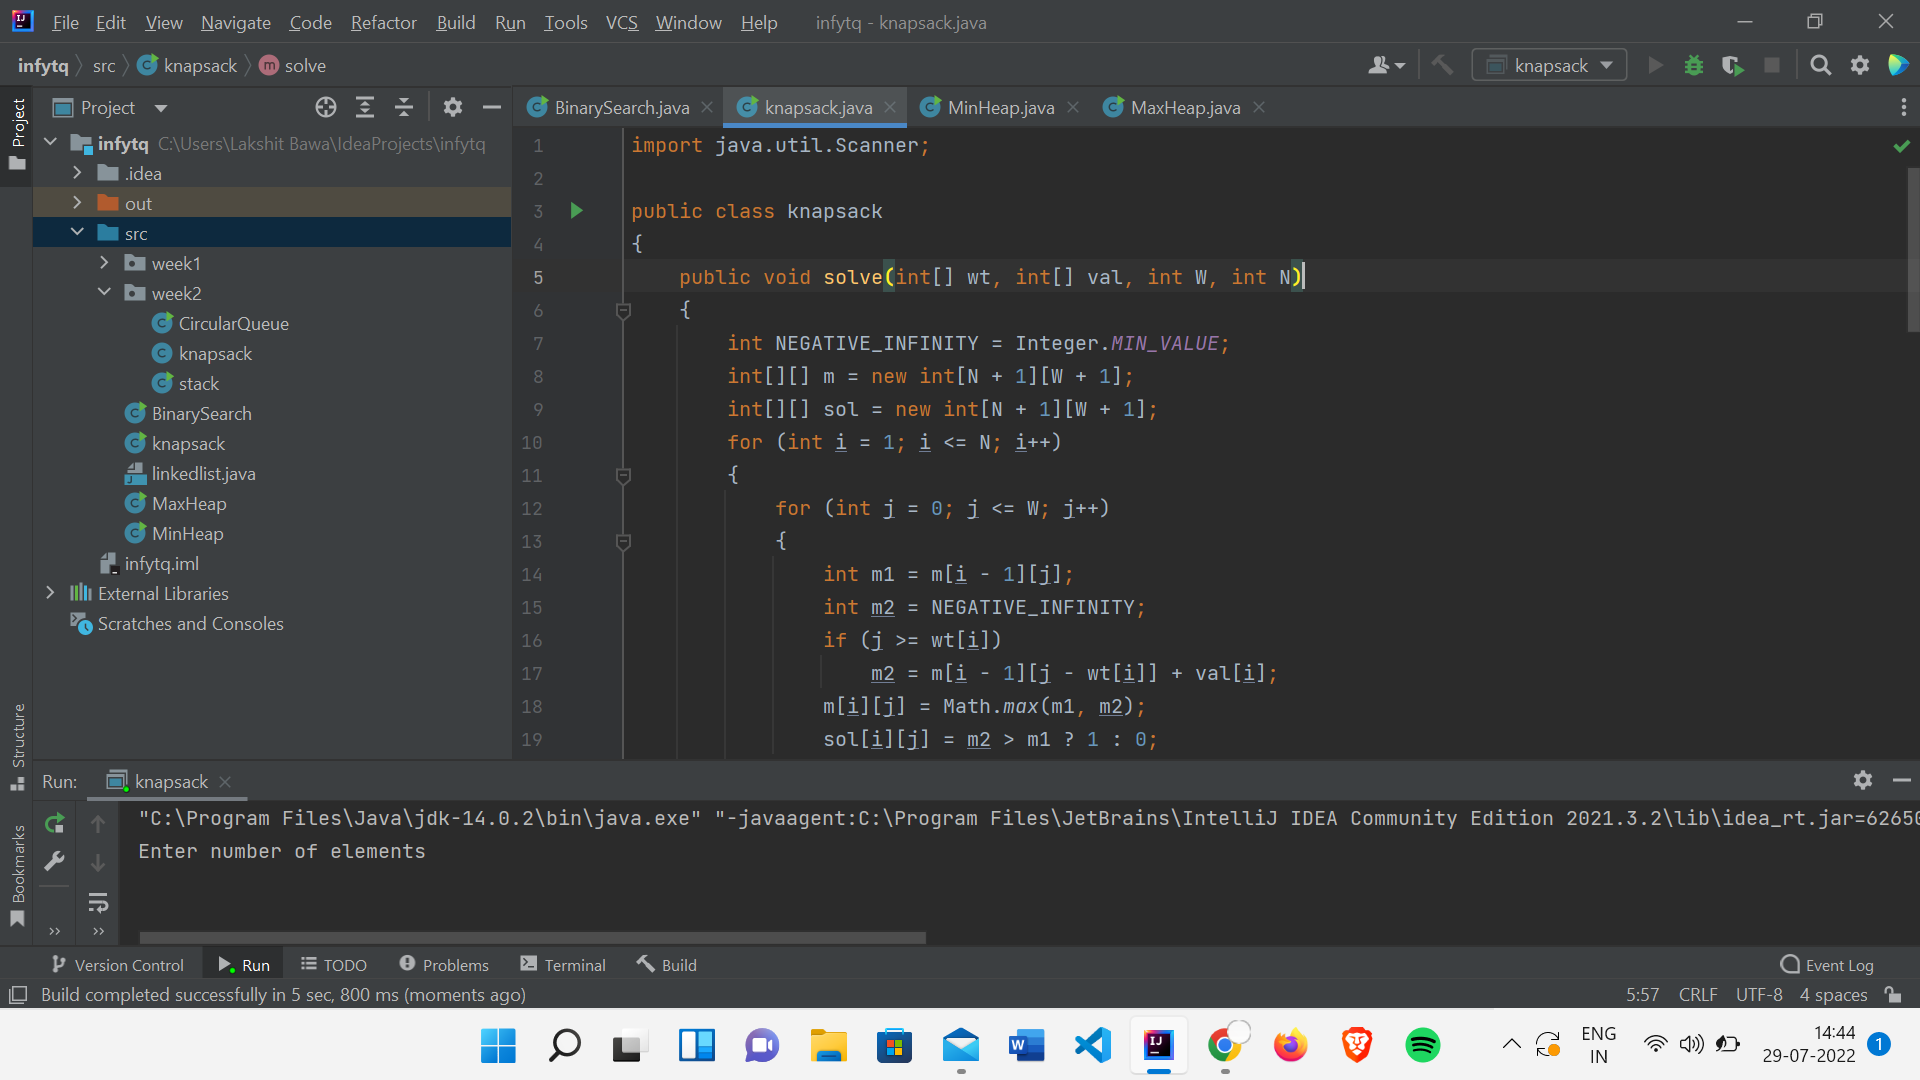 File Edit View Navigate Code Refactor Build Run Tools VCS Window Help infytq - knapsack.java
infytq src knapsack m solve knapsack
Project
Project
infytq C:\Users\Lakshit Bawa\IdeaProjects\infytq
.idea
out
src
week1
week2
CircularQueue
knapsack
stack
BinarySearch
knapsack
linkedlist.java
MaxHeap
MinHeap
infytq.iml
External Libraries
Scratches and Consoles
Structure
Bookmarks
BinarySearch.java knapsack.java MinHeap.java MaxHeap.java
1 import java.util.Scanner;
2
3 public class knapsack
4 {
5 public void solve(int[] wt, int[] val, int W, int N)
6 {
7 int NEGATIVE_INFINITY = Integer.MIN_VALUE;
8 int[][] m = new int[N + 1][W + 1];
9 int[][] sol = new int[N + 1][W + 1];
10 for (int i = 1; i <= N; i++)
11 {
12 for (int j = 0; j <= W; j++)
13 {
14 int m1 = m[i - 1][j];
15 int m2 = NEGATIVE_INFINITY;
16 if (j >= wt[i])
17 m2 = m[i - 1][j - wt[i]] + val[i];
18 m[i][j] = Math.max(m1, m2);
19 sol[i][j] = m2 > m1 ? 1 : 0;
Run: knapsack
"C:\Program Files\Java\jdk-14.0.2\bin\java.exe" "-javaagent:C:\Program Files\JetBrains\IntelliJ IDEA Community Edition 2021.3.2\lib\idea_rt.jar=62650
Enter number of elements
Version Control Run TODO Problems Terminal Build Event Log
Build completed successfully in 5 sec, 800 ms (moments ago) 5:57 CRLF UTF-8 4 spaces
ENG
IN
14:44
29-07-2022
1